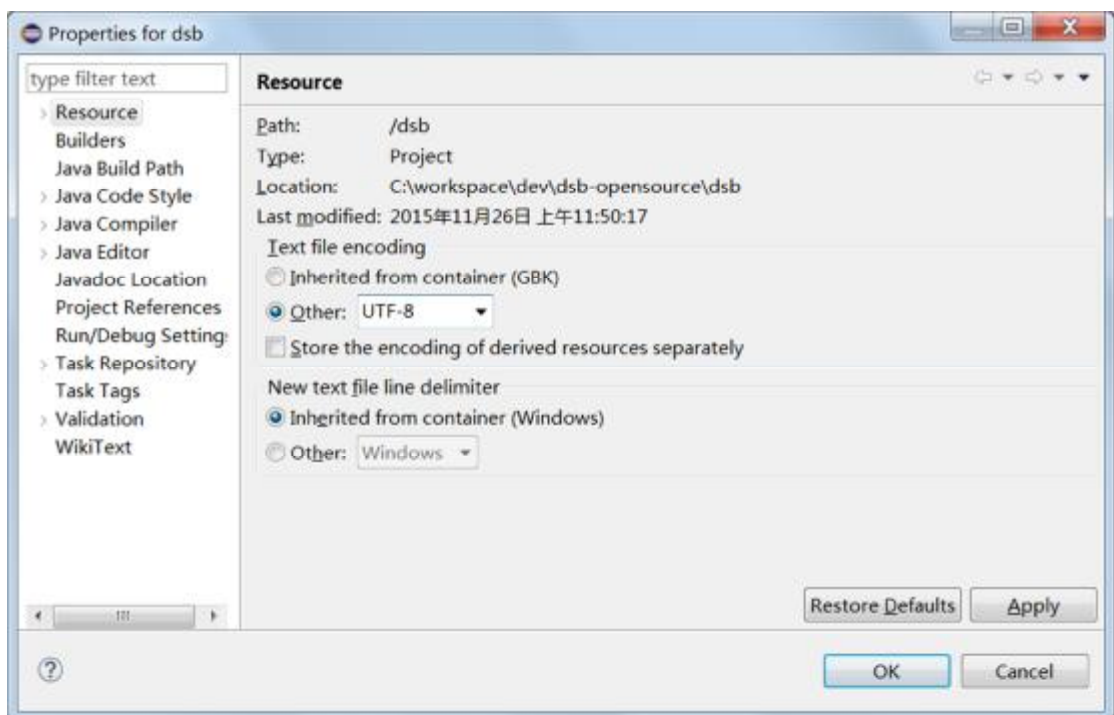 Properties for dsb
type filter text
Resource
Builders
Java Build Path
Java Code Style
Java Compiler
Java Editor
Javadoc Location
Project References
Run/Debug Setting
Task Repository
Task Tags
Validation
WikiText
Resource
Path: /dsb
Type: Project
Location: C:\workspace\dev\dsb-opensource\dsb
Last modified: 2015年11月26日 上午11:50:17
Text file encoding
Inherited from container (GBK)
Other: UTF-8
Store the encoding of derived resources separately
New text file line delimiter
Inherited from container (Windows)
Other: Windows
Restore Defaults Apply
? OK Cancel